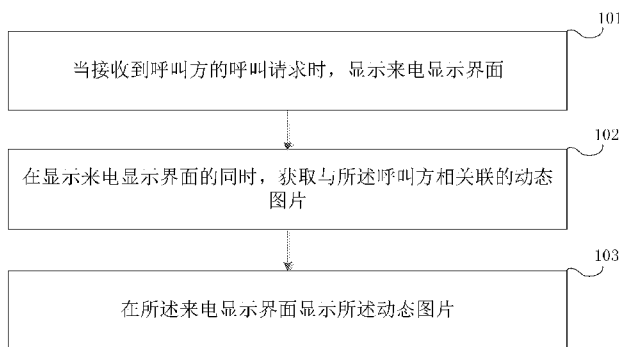 101
当接收到呼叫方的呼叫请求时，显示来电显示界面
102
在显示来电显示界面的同时，获取与所述呼叫方相关联的动态
图片
103
在所述来电显示界面显示所述动态图片